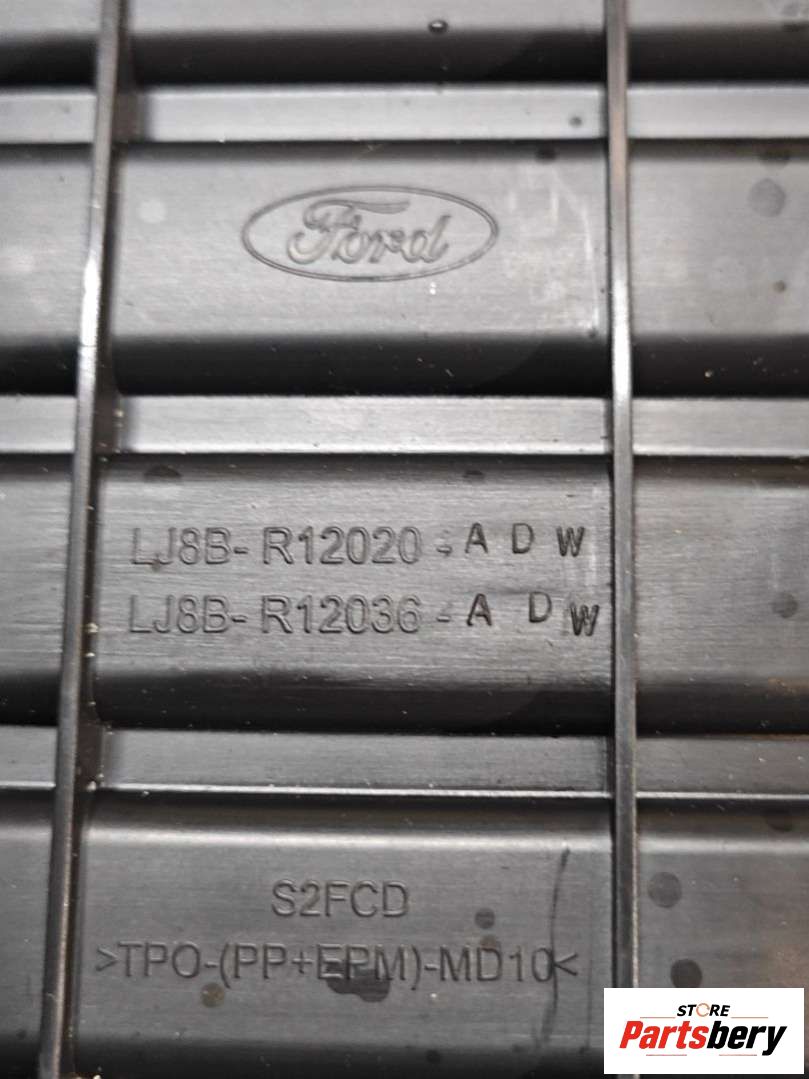 Ford
LJ8B-R12020-A D W
LJ8B-R12036-A D W
S2FCD
>TPO-(PP+EPM)-MD10<
STORE
Partsbery